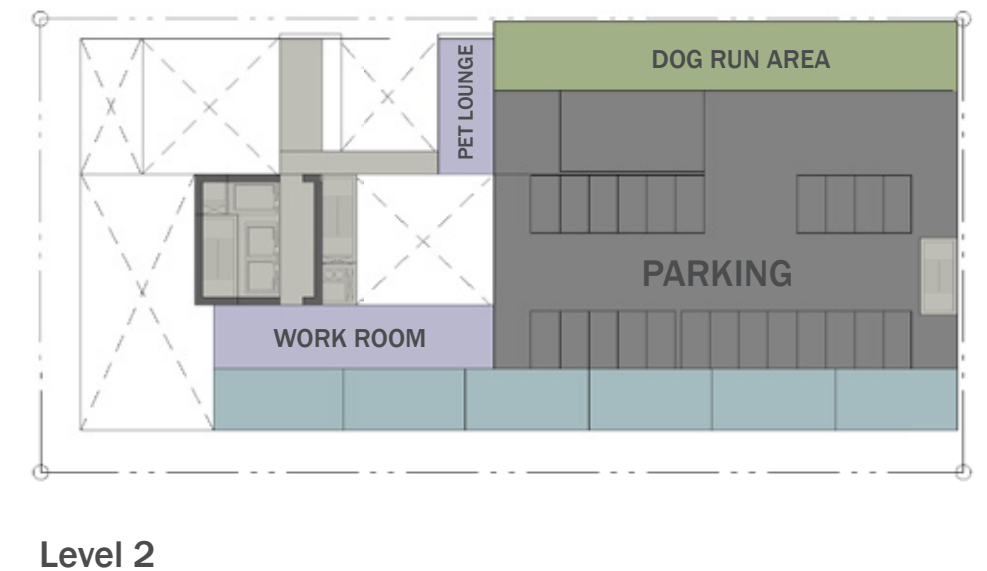 DOG RUN AREA
PET LOUNGE
PARKING
WORK ROOM
Level 2